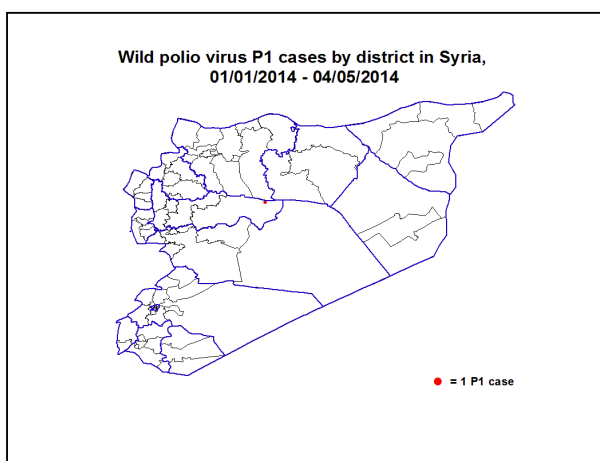 Wild polio virus P1 cases by district in Syria,
01/01/2014 - 04/05/2014
= 1 P1 case